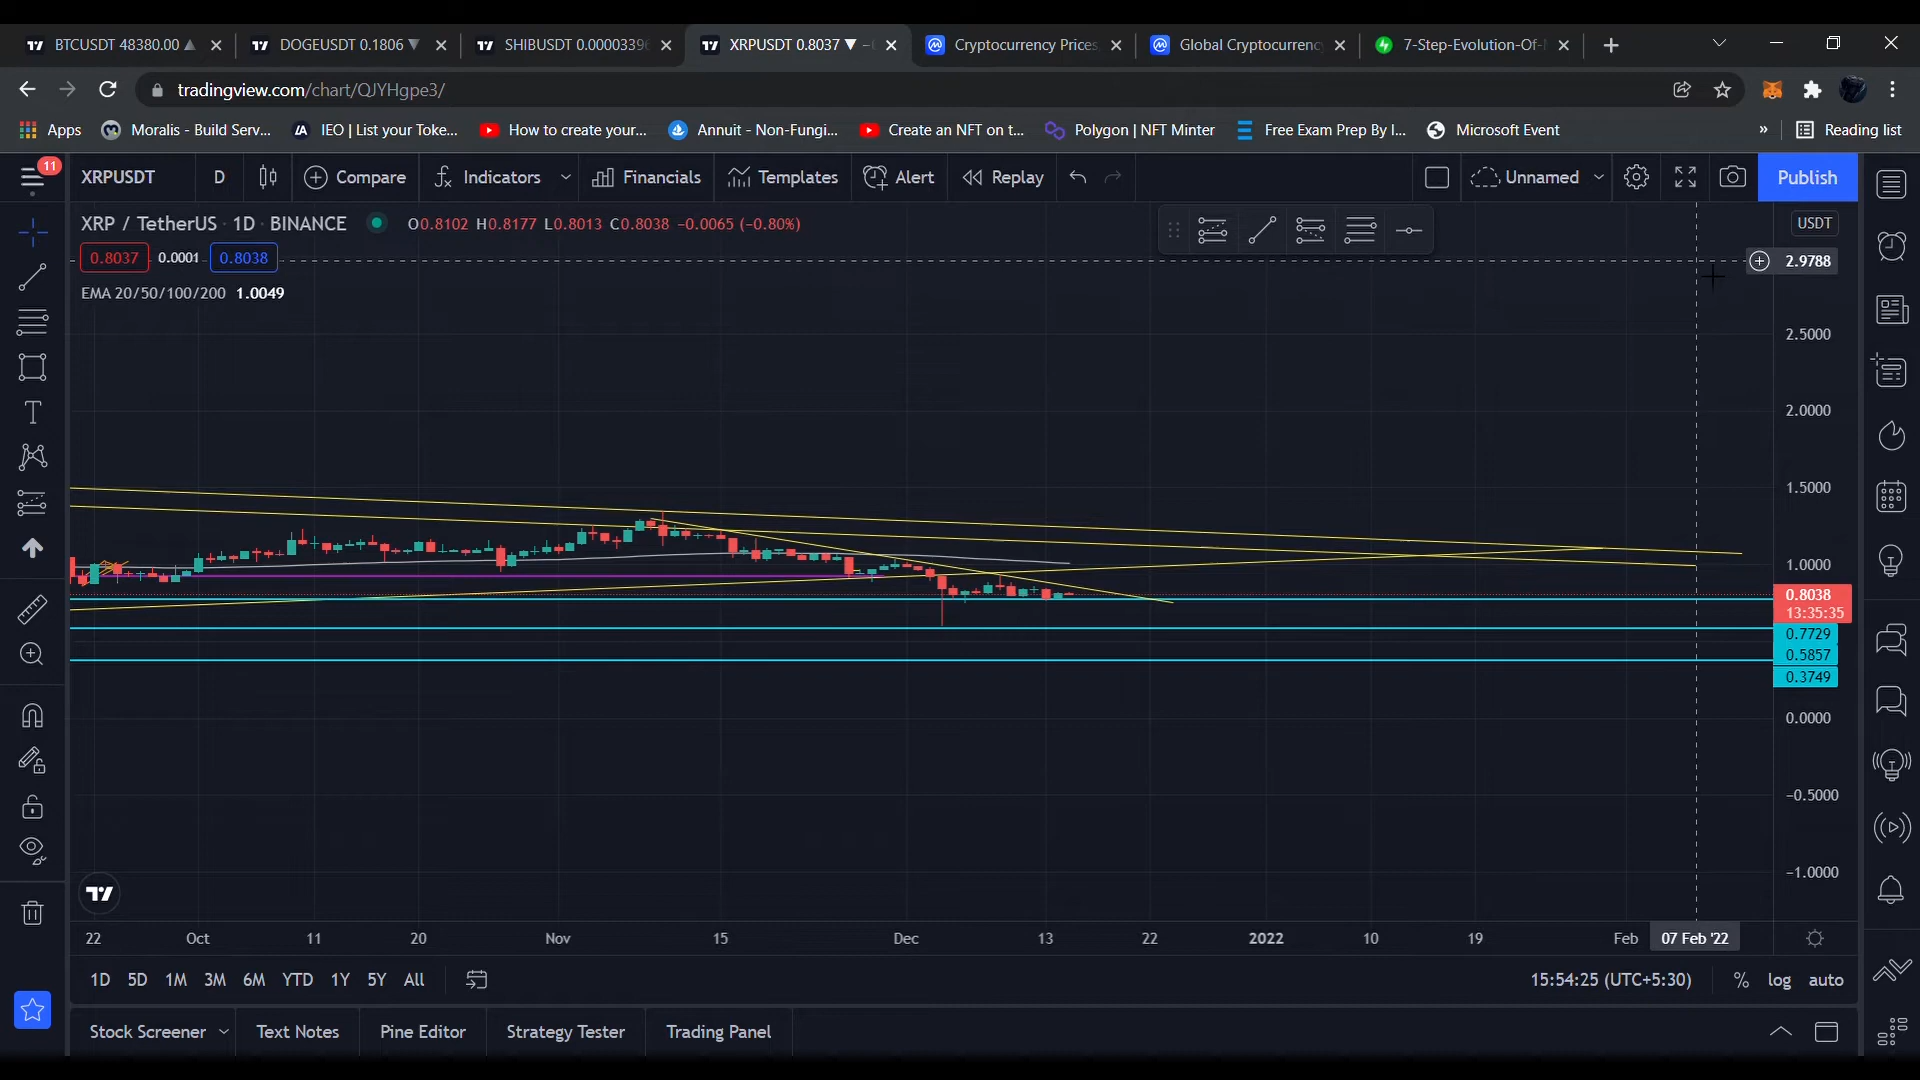 BTCUSDT 48380.00 ▲
DOGEUSDT 0.1806 ▼
SHIBUSDT 0.00003396
XRPUSDT 0.8037 ▼
Cryptocurrency Prices
Global Cryptocurrenc
7-Step-Evolution-Of-
tradingview.com/chart/QJYHgpe3/
Apps
Moralis - Build Serv...
IEO | List your Toke...
How to create your...
Annuit - Non-Fungi...
Create an NFT on t...
Polygon | NFT Minter
Free Exam Prep By I...
Microsoft Event
»
Reading list
11
XRPUSDT
D
Compare
Indicators
Financials
Templates
Alert
Replay
Unnamed
Publish
XRP / TetherUS · 1D · BINANCE
O0.8102 H0.8177 L0.8013 C0.8038 −0.0065 (−0.80%)
USDT
0.8037 0.0001 0.8038
2.9788
EMA 20/50/100/200 1.0049
2.5000
2.0000
1.5000
1.0000
0.8038
13:35:35
0.7729
0.5857
0.3749
0.0000
−0.5000
−1.0000
22
Oct
11
20
Nov
15
Dec
13
22
2022
10
19
Feb
07 Feb '22
1D
5D
1M
3M
6M
YTD
1Y
5Y
All
15:54:25 (UTC+5:30)
%
log
auto
Stock Screener
Text Notes
Pine Editor
Strategy Tester
Trading Panel